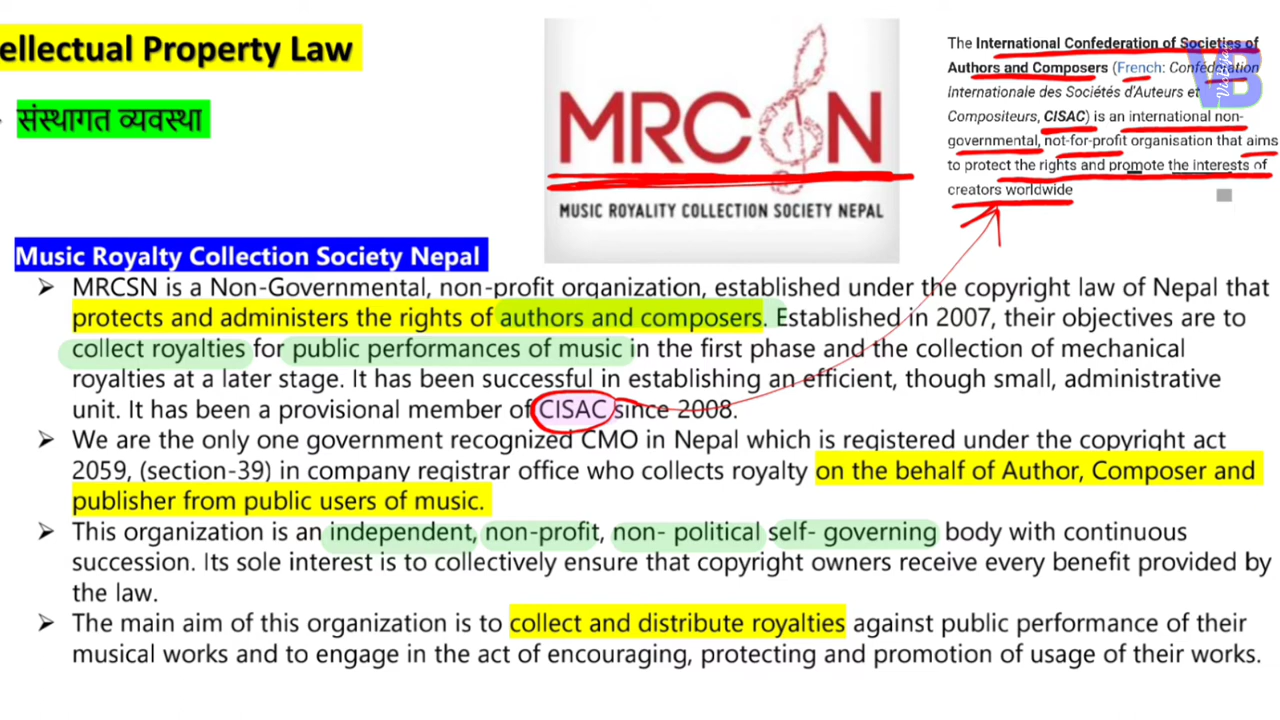 ellectual Property Law
संस्थागत व्यवस्था
MRCSN
MUSIC ROYALITY COLLECTION SOCIETY NEPAL
The International Confederation of Societies of
Authors and Composers (French: Confédération
Internationale des Sociétés d'Auteurs et
Compositeurs, CISAC) is an international non-
governmental, not-for-profit organisation that aims
to protect the rights and promote the interests of
creators worldwide
VB
Music Royalty Collection Society Nepal
➢ MRCSN is a Non-Governmental, non-profit organization, established under the copyright law of Nepal that
protects and administers the rights of authors and composers. Established in 2007, their objectives are to
collect royalties for public performances of music in the first phase and the collection of mechanical
royalties at a later stage. It has been successful in establishing an efficient, though small, administrative
unit. It has been a provisional member of CISAC since 2008.
➢ We are the only one government recognized CMO in Nepal which is registered under the copyright act
2059, (section-39) in company registrar office who collects royalty on the behalf of Author, Composer and
publisher from public users of music.
➢ This organization is an independent, non-profit, non- political self- governing body with continuous
succession. Its sole interest is to collectively ensure that copyright owners receive every benefit provided by
the law.
➢ The main aim of this organization is to collect and distribute royalties against public performance of their
musical works and to engage in the act of encouraging, protecting and promotion of usage of their works.